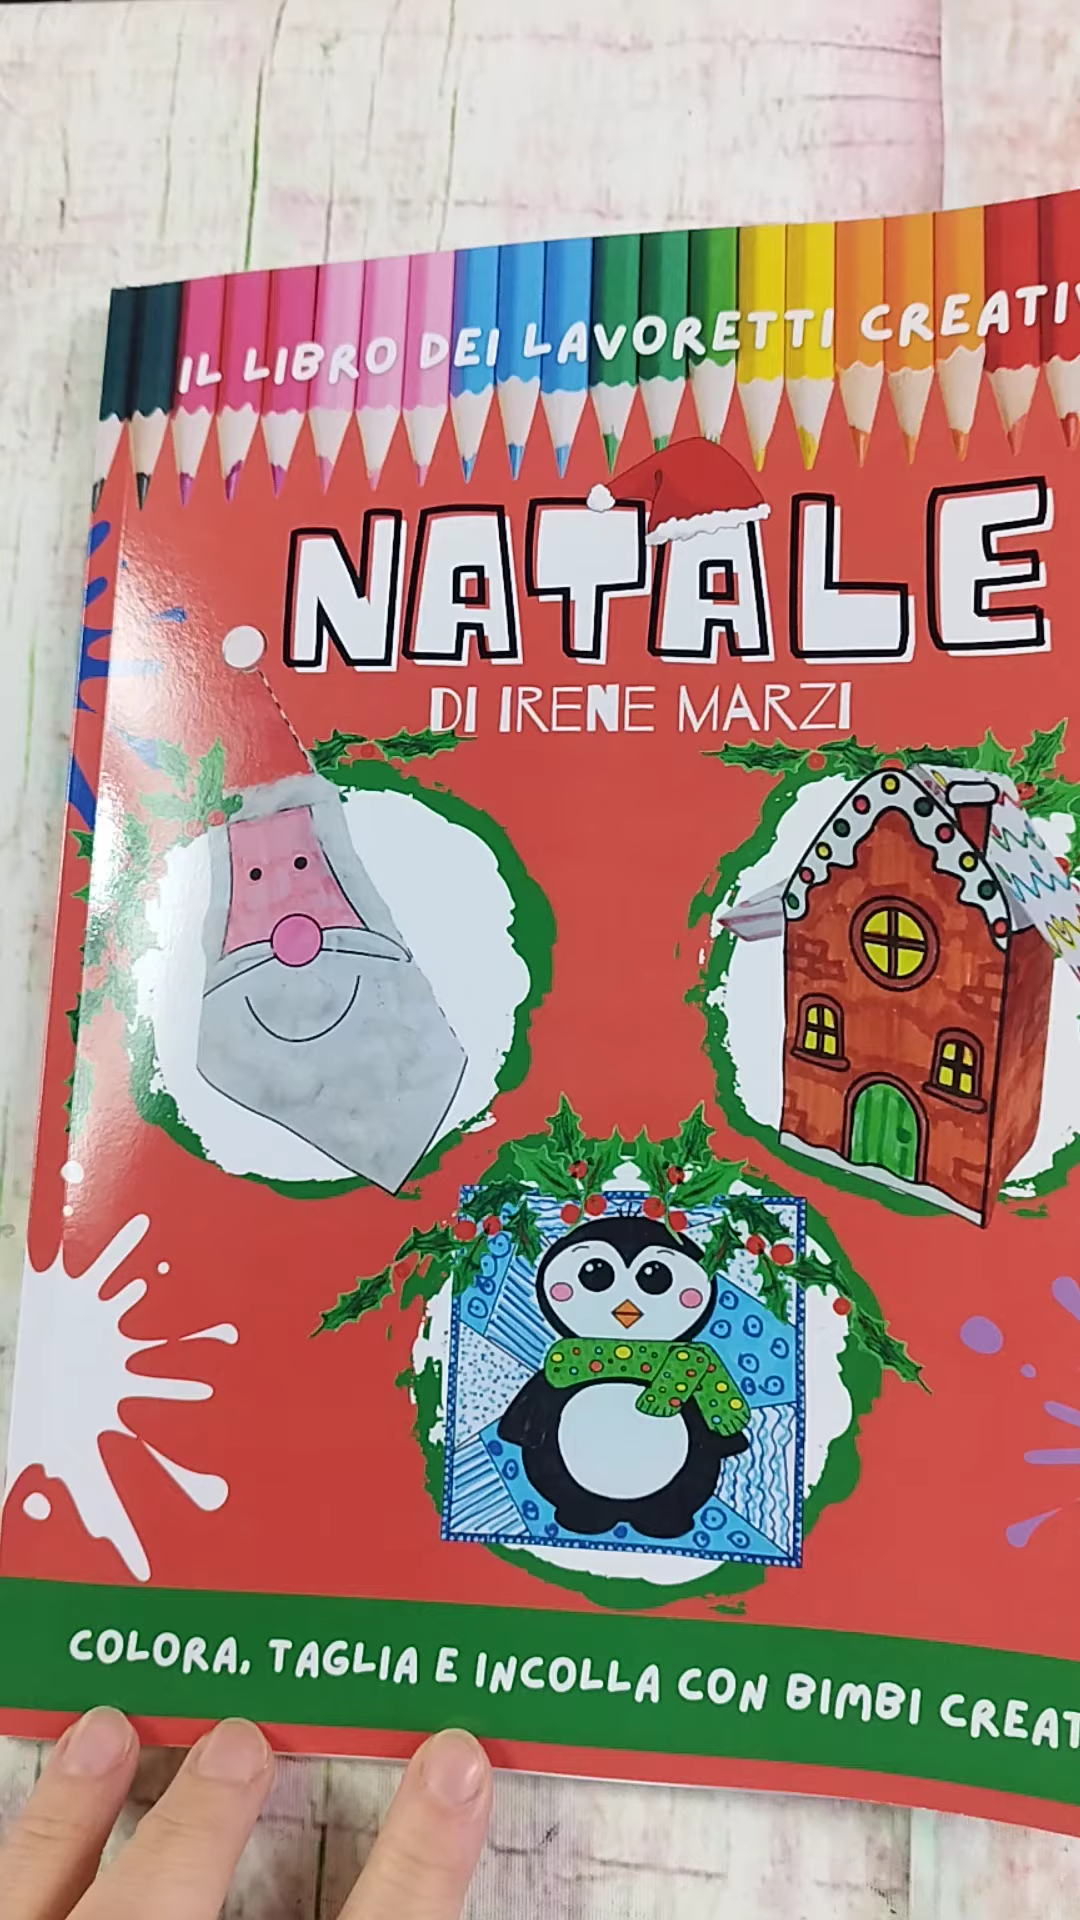 IL LIBRO DEI LAVORETTI
NATALE
DI IRENE MARZI
COLORA, TAGLIA E INCOLLA CON BIMBI